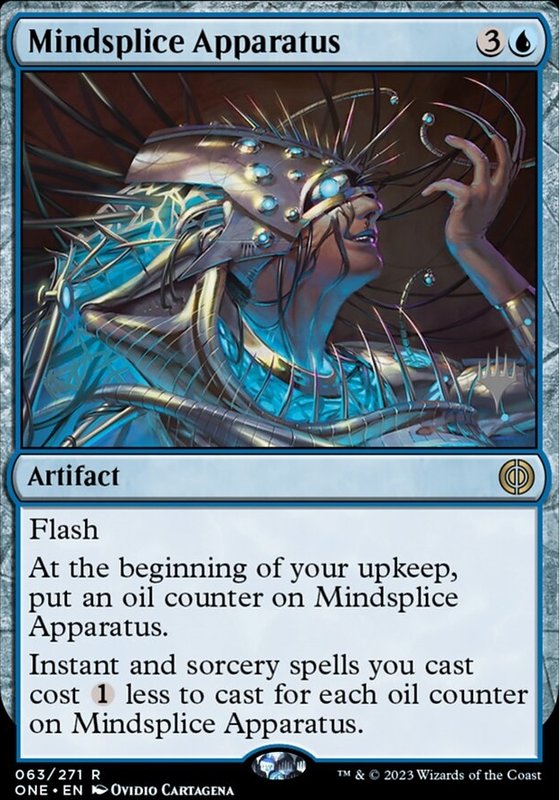 Mindsplice Apparatus 3
Artifact
Flash
At the beginning of your upkeep,
put an oil counter on Mindsplice
Apparatus.
Instant and sorcery spells you cast
cost 1 less to cast for each oil counter
on Mindsplice Apparatus.
063/271 R
ONE • EN Ovidio Cartagena
™ & © 2023 Wizards of the Coast